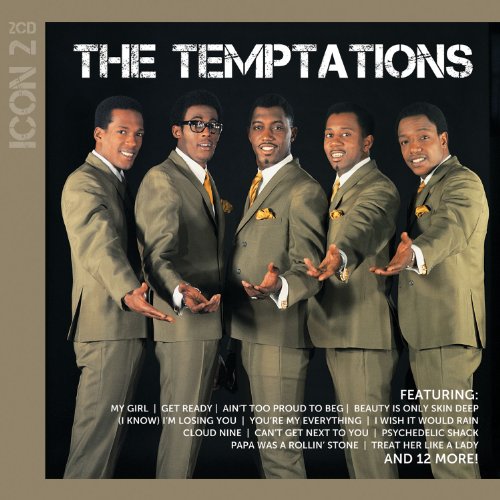 2CD
ICON 2
THE TEMPTATIONS
FEATURING:
MY GIRL | GET READY | AIN'T TOO PROUD TO BEG | BEAUTY IS ONLY SKIN DEEP
(I KNOW) I'M LOSING YOU | YOU'RE MY EVERYTHING | I WISH IT WOULD RAIN
CLOUD NINE | CAN'T GET NEXT TO YOU | PSYCHEDELIC SHACK
PAPA WAS A ROLLIN' STONE | TREAT HER LIKE A LADY
AND 12 MORE!